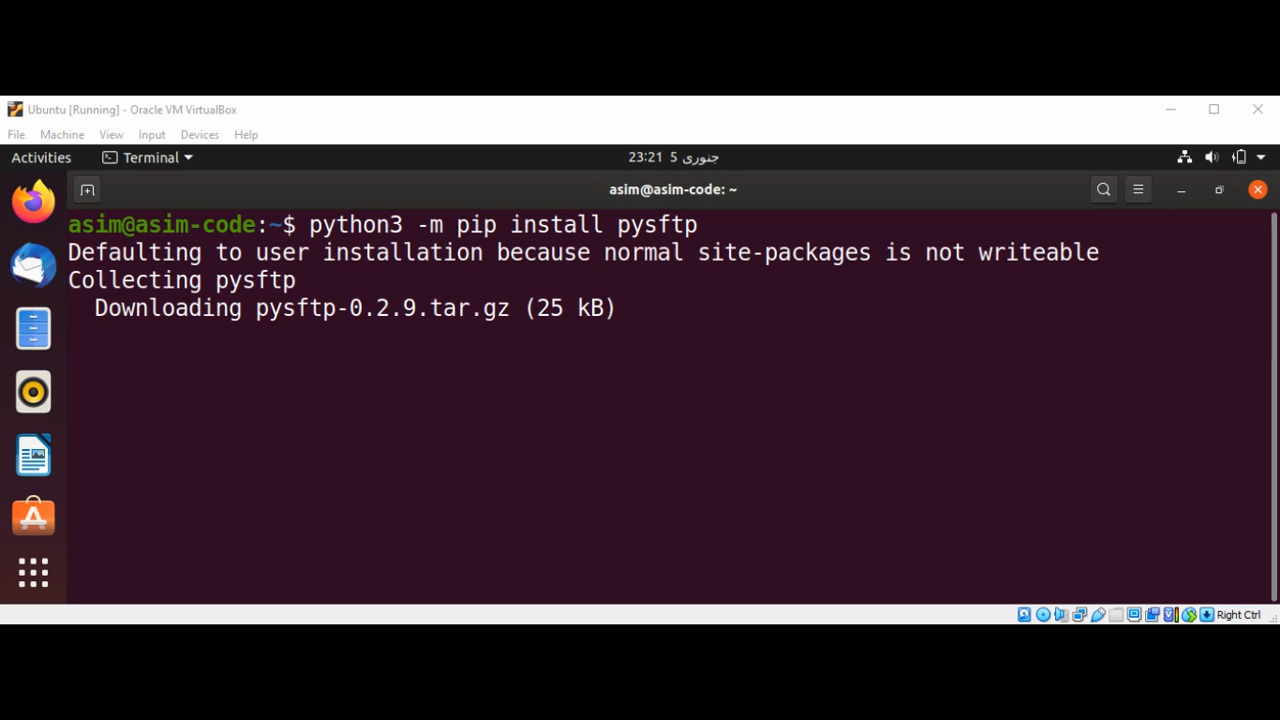 Ubuntu [Running] - Oracle VM VirtualBox
File Machine View Input Devices Help
Activities Terminal 23:21 5 جنوری
asim@asim-code: ~
asim@asim-code:~$ python3 -m pip install pysftp
Defaulting to user installation because normal site-packages is not writeable
Collecting pysftp
  Downloading pysftp-0.2.9.tar.gz (25 kB)
Right Ctrl